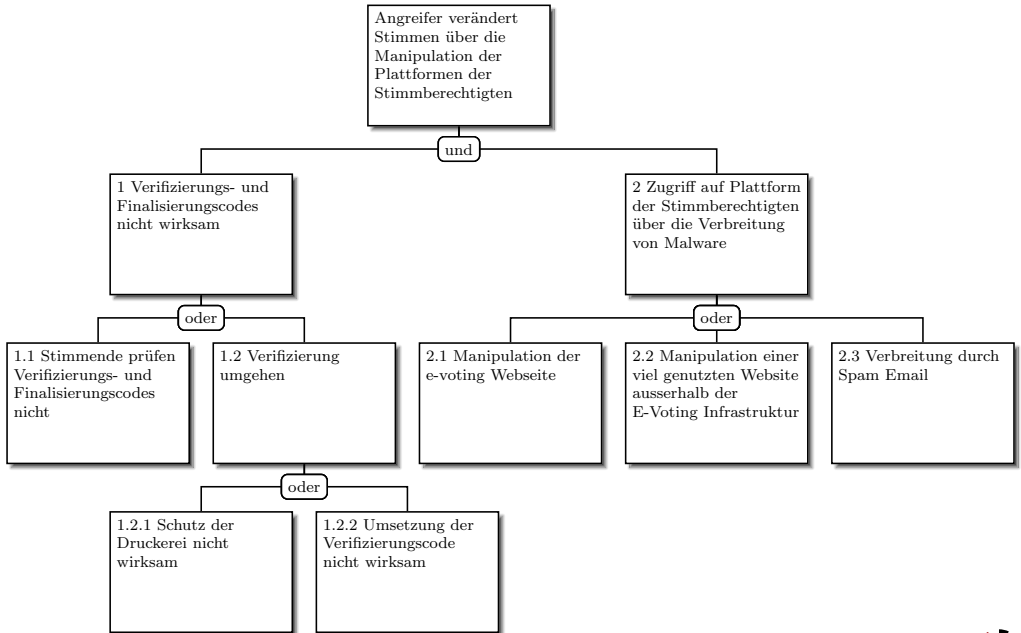 Angreifer verändert
Stimmen über die
Manipulation der
Plattformen der
Stimmberechtigten
und
1 Verifizierungs- und
Finalisierungscodes
nicht wirksam
2 Zugriff auf Plattform
der Stimmberechtigten
über die Verbreitung
von Malware
oder
oder
1.1 Stimmende prüfen
Verifizierungs- und
Finalisierungscodes
nicht
1.2 Verifizierung
umgehen
2.1 Manipulation der
e-voting Webseite
2.2 Manipulation einer
viel genutzten Website
ausserhalb der
E-Voting Infrastruktur
2.3 Verbreitung durch
Spam Email
oder
1.2.1 Schutz der
Druckerei nicht
wirksam
1.2.2 Umsetzung der
Verifizierungscode
nicht wirksam